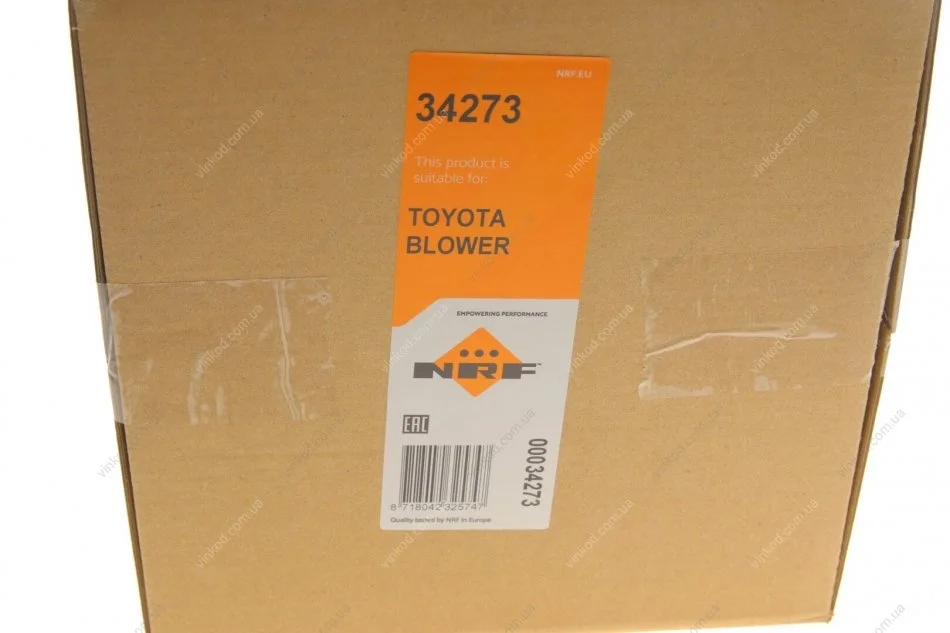 NRF.EU
34273
This product is
suitable for:
TOYOTA
BLOWER
EMPOWERING PERFORMANCE
NRF™
EAC
00034273
8 718042 325747
Quality tested by NRF in Europe
vinkod.com.ua